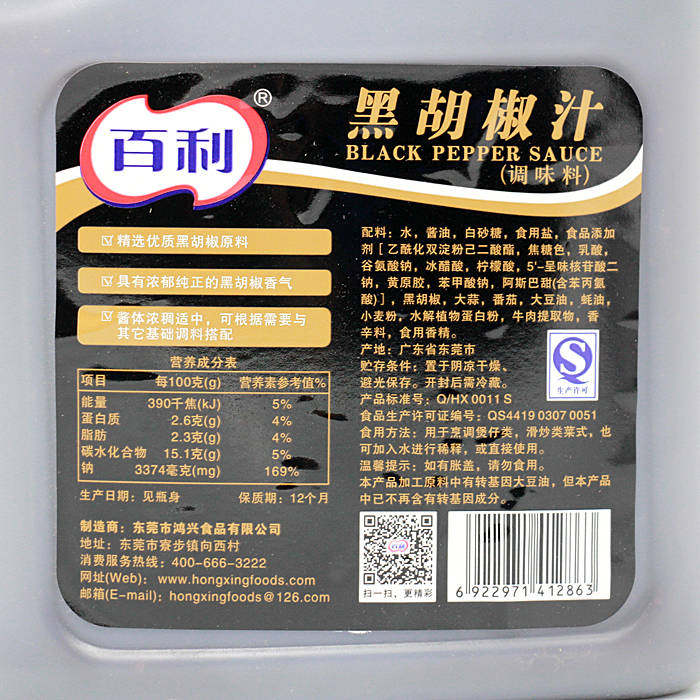 百利
®
黑胡椒汁
BLACK PEPPER SAUCE
(调味料)
精选优质黑胡椒原料
具有浓郁纯正的黑胡椒香气
酱体浓稠适中，可根据需要与
其它基础调料搭配
营养成分表
项目 每100克(g) 营养素参考值%
能量 390千焦(kJ) 5%
蛋白质 2.6克(g) 4%
脂肪 2.3克(g) 4%
碳水化合物 15.1克(g) 5%
钠 3374毫克(mg) 169%
生产日期：见瓶身 保质期：12个月
制造商：东莞市鸿兴食品有限公司
地址：东莞市寮步镇向西村
消费服务热线：400-666-3222
网址(Web)：www.hongxingfoods.com
邮箱(E-mail)：hongxingfoods@126.com
配料：水，酱油，白砂糖，食用盐，食品添加
剂［乙酰化双淀粉己二酸酯，焦糖色，乳酸，
谷氨酸钠，冰醋酸，柠檬酸，5'-呈味核苷酸二
钠，黄原胶，苯甲酸钠，阿斯巴甜(含苯丙氨
酸)］，黑胡椒，大蒜，番茄，大豆油，蚝油，
小麦粉，水解植物蛋白粉，牛肉提取物，香
辛料，食用香精。
产地：广东省东莞市
贮存条件：置于阴凉干燥、
避光保存。开封后需冷藏。
产品标准号：Q/HX 0011 S
食品生产许可证编号：QS4419 0307 0051
食用方法：用于烹调煲仔类，滑炒类菜式，也
可加入水进行稀释，或直接使用。
温馨提示：如有胀盖，请勿食用。
本产品加工原料中有转基因大豆油，但本产品
中已不再含有转基因成分。
QS
生产许可
百利
扫一扫，更精彩
6 922971 412863